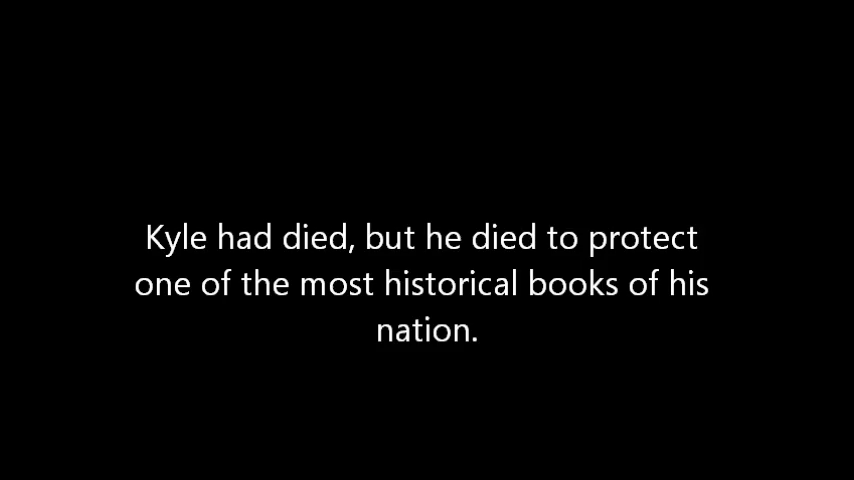 Kyle had died, but he died to protect
one of the most historical books of his
nation.